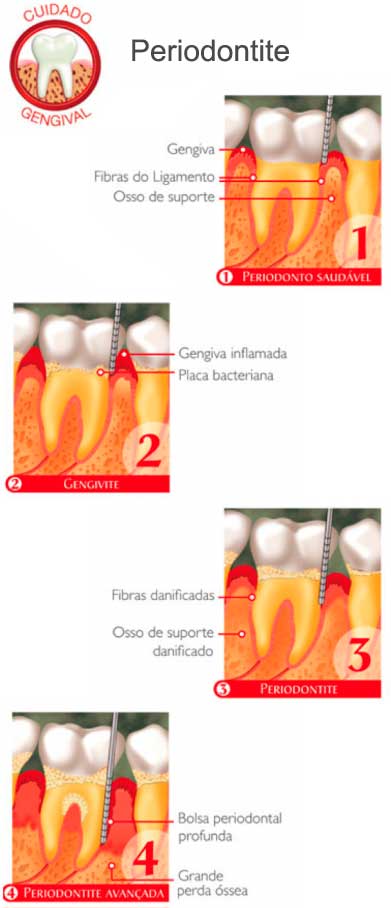 CUIDADO
GENGIVAL
Periodontite
Gengiva
Fibras do Ligamento
Osso de suporte
1
1 PERIODONTO SAUDÁVEL
Gengiva inflamada
Placa bacteriana
2
2 GENGIVITE
Fibras danificadas
Osso de suporte
danificado
3
3 PERIODONTITE
Bolsa periodontal
profunda
4
Grande
perda óssea
4 PERIODONTITE AVANÇADA